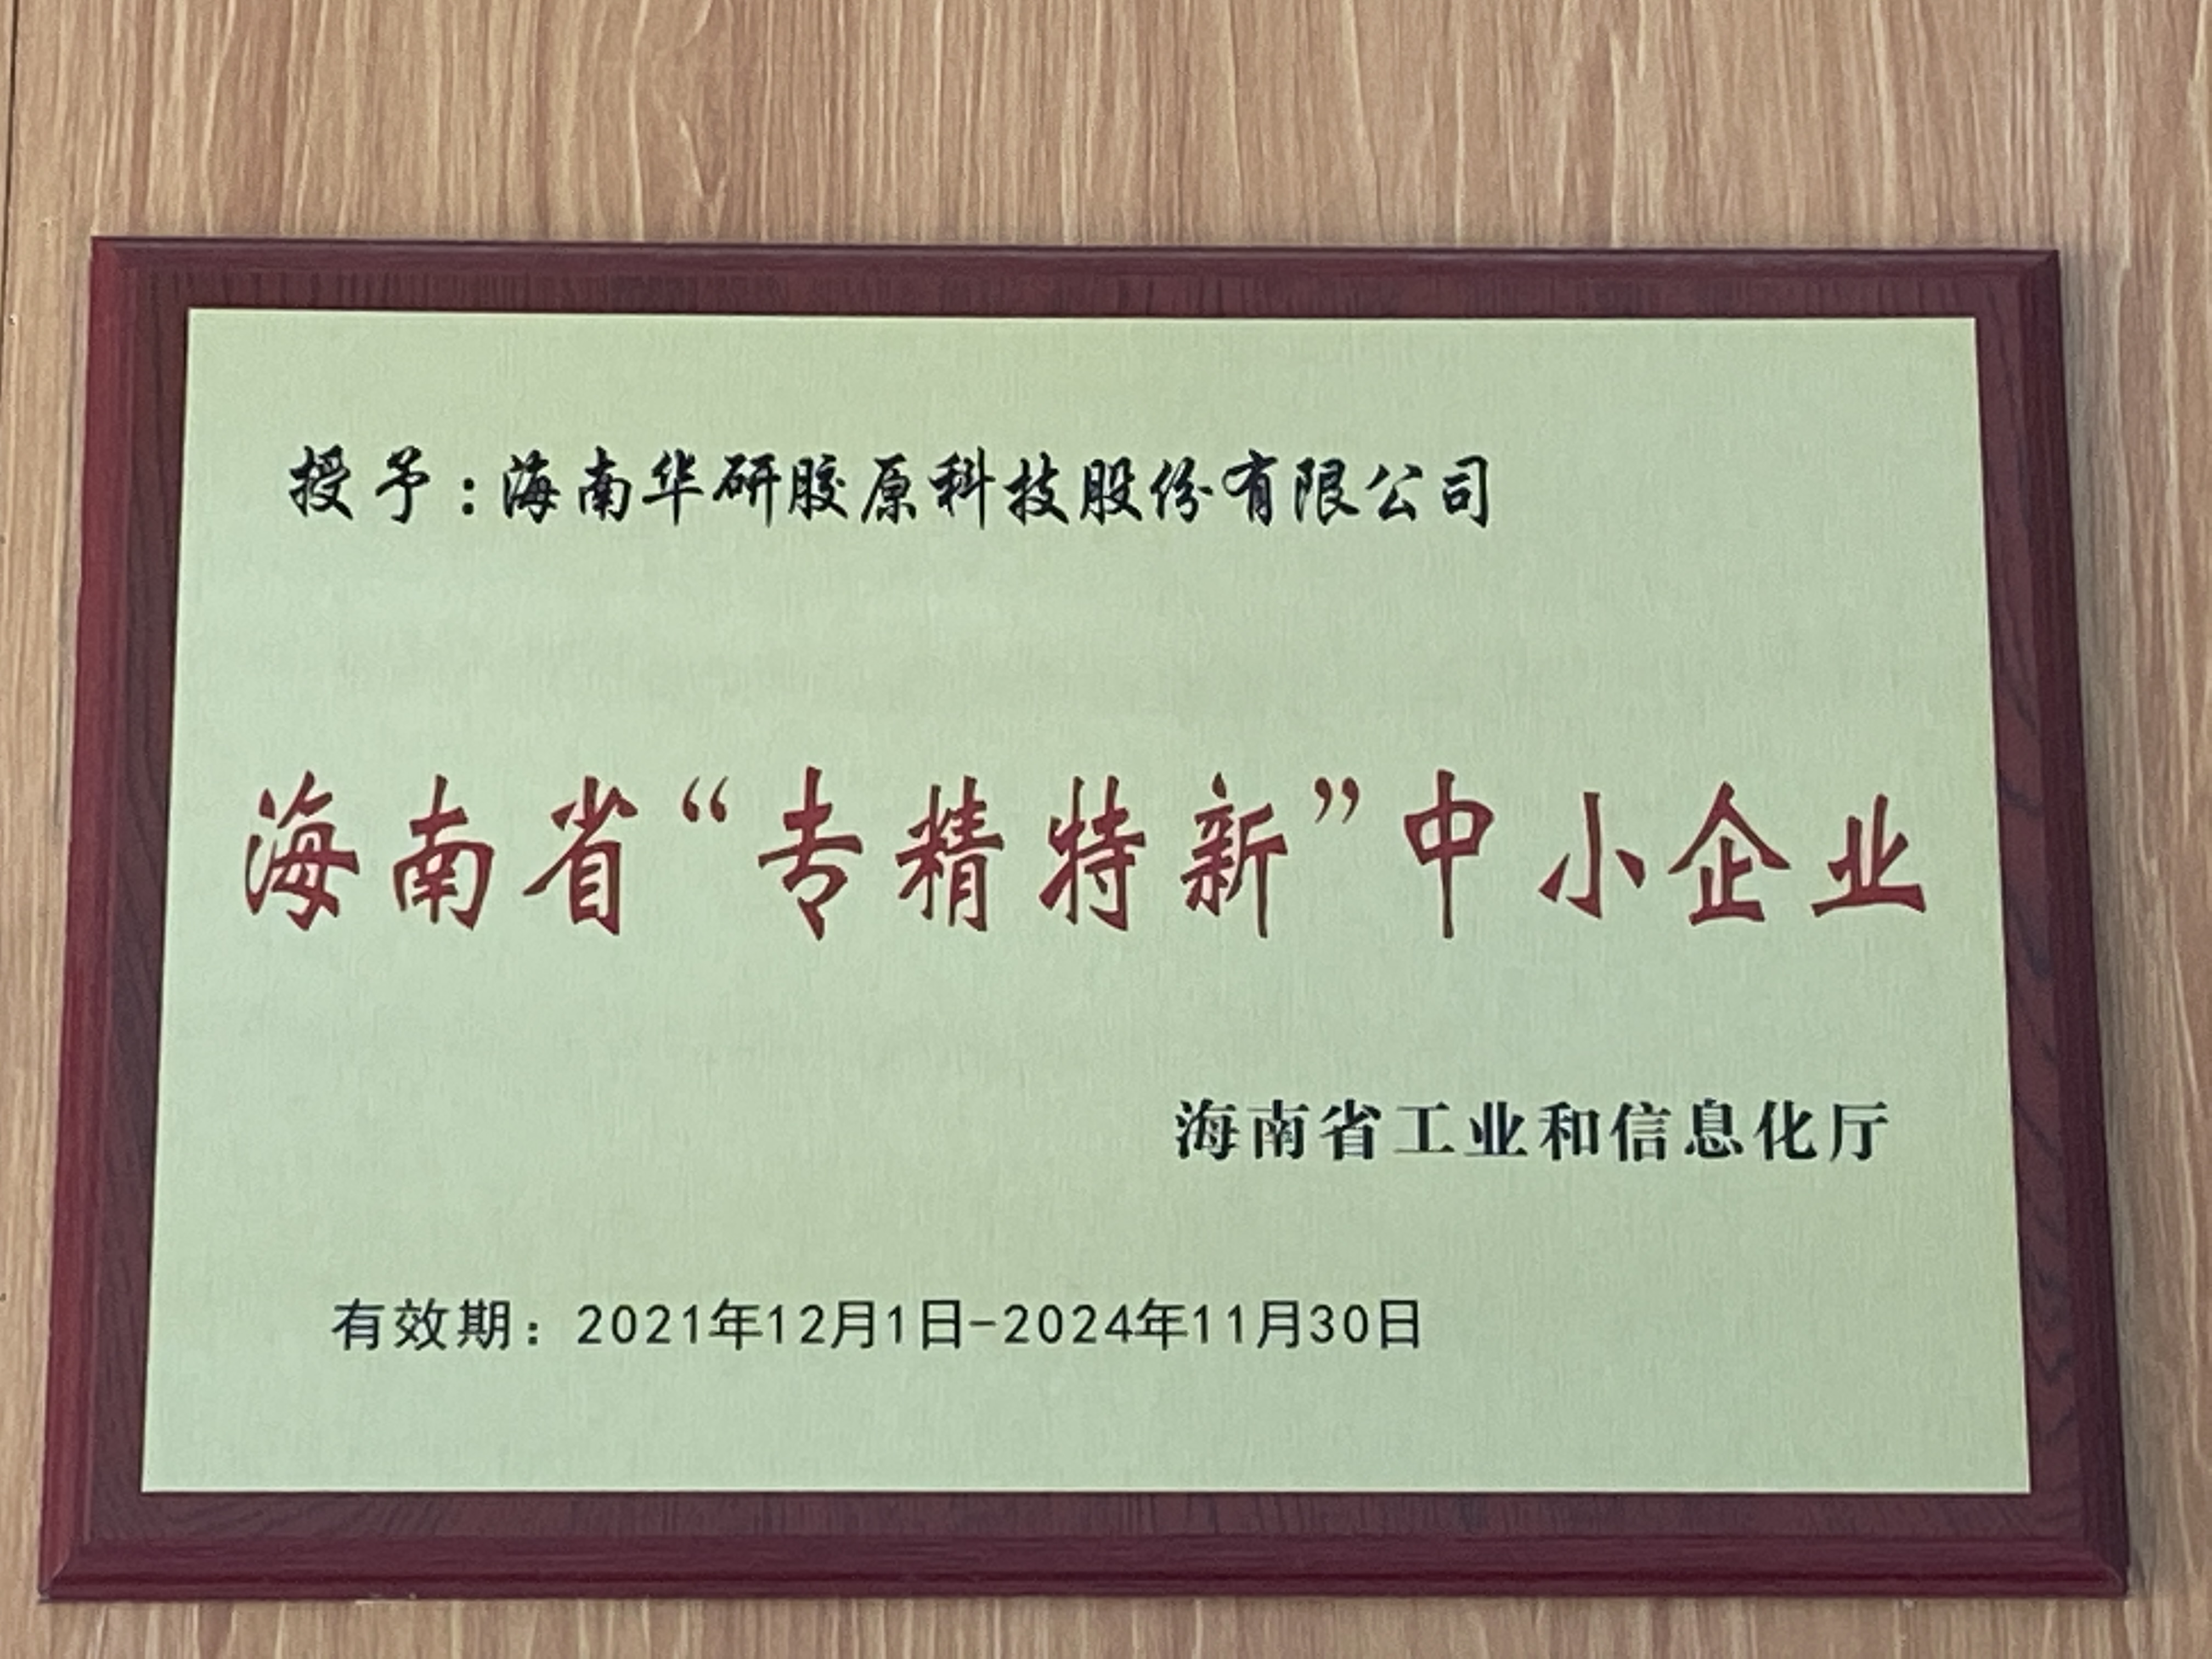 授予:海南华研胶原科技股份有限公司
海南省“专精特新”中小企业
海南省工业和信息化厅
有效期：2021年12月1日-2024年11月30日